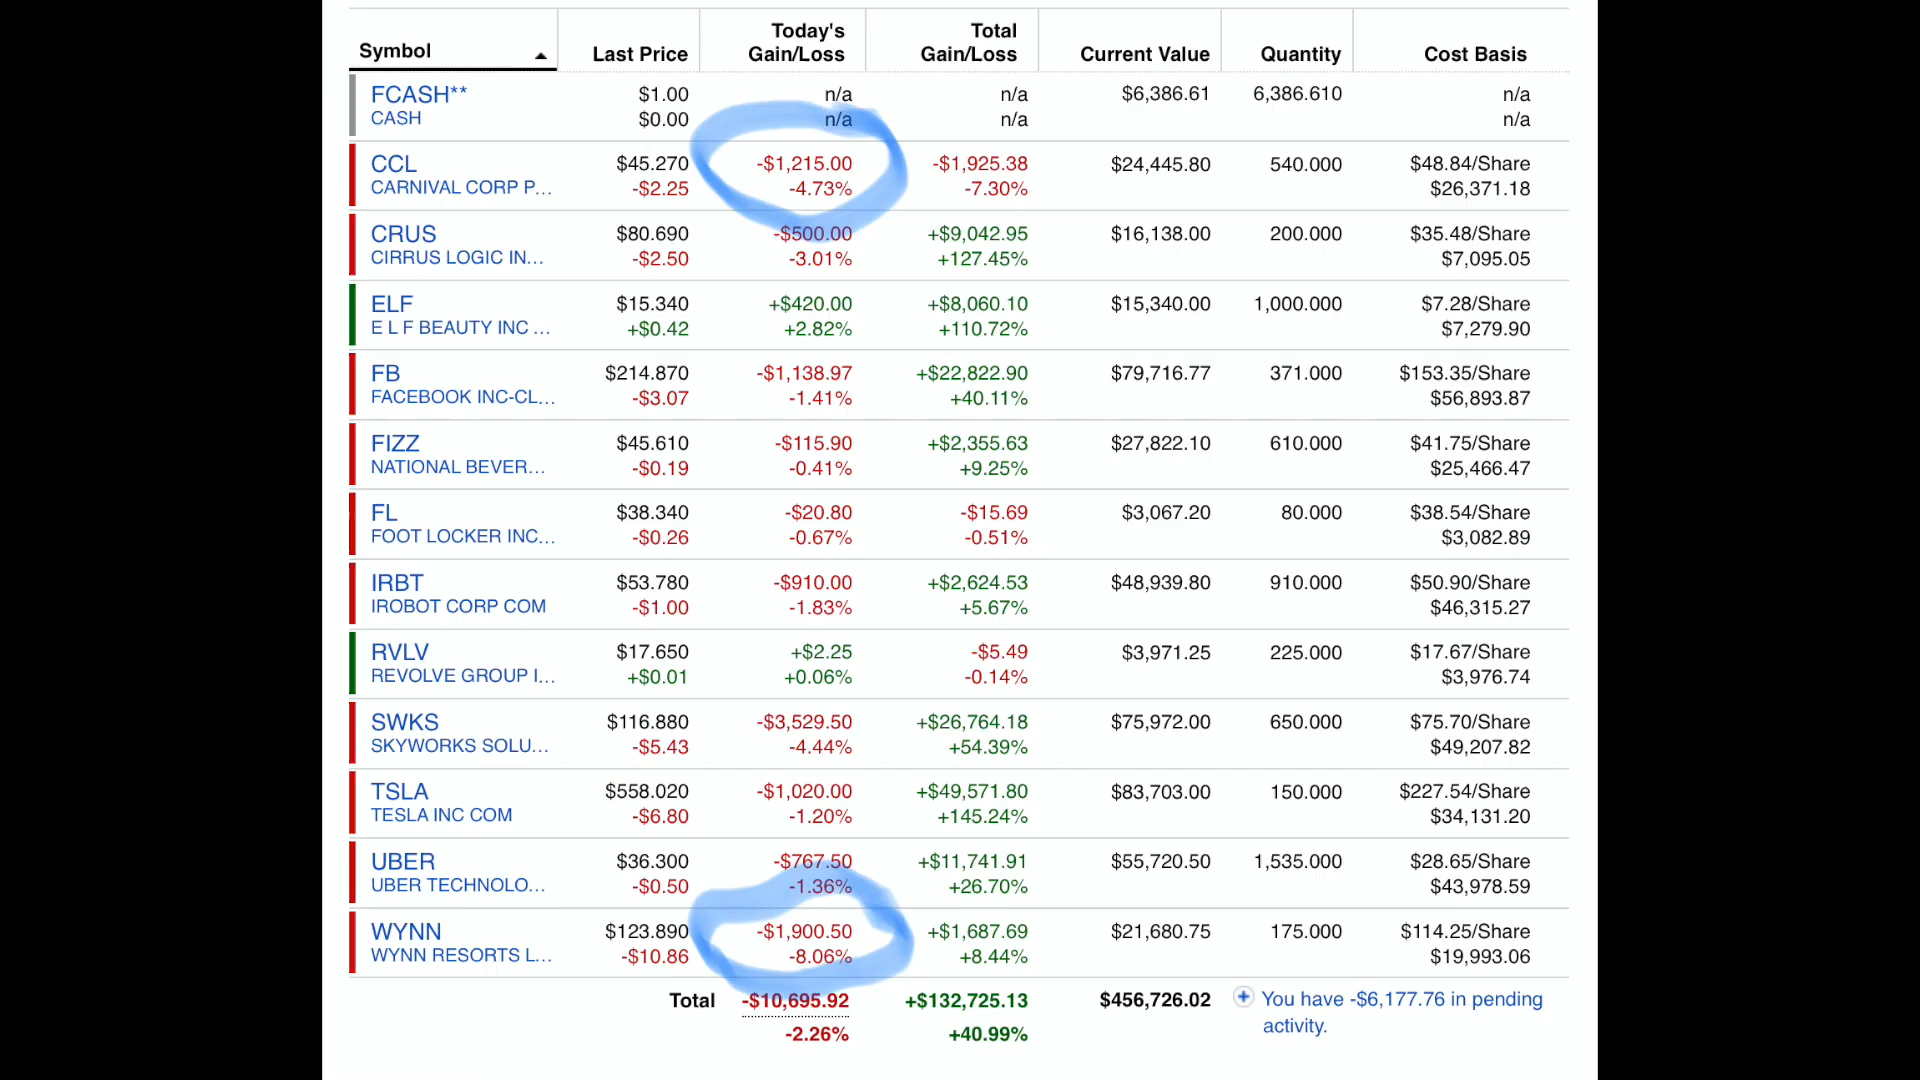 Symbol Last Price Today's Gain/Loss Total Gain/Loss Current Value Quantity Cost Basis
FCASH** $1.00 n/a n/a $6,386.61 6,386.610 n/a
CASH $0.00 n/a n/a n/a
CCL $45.270 -$1,215.00 -$1,925.38 $24,445.80 540.000 $48.84/Share
CARNIVAL CORP P... -$2.25 -4.73% -7.30% $26,371.18
CRUS $80.690 -$500.00 +$9,042.95 $16,138.00 200.000 $35.48/Share
CIRRUS LOGIC IN... -$2.50 -3.01% +127.45% $7,095.05
ELF $15.340 +$420.00 +$8,060.10 $15,340.00 1,000.000 $7.28/Share
E L F BEAUTY INC ... +$0.42 +2.82% +110.72% $7,279.90
FB $214.870 -$1,138.97 +$22,822.90 $79,716.77 371.000 $153.35/Share
FACEBOOK INC-CL... -$3.07 -1.41% +40.11% $56,893.87
FIZZ $45.610 -$115.90 +$2,355.63 $27,822.10 610.000 $41.75/Share
NATIONAL BEVER... -$0.19 -0.41% +9.25% $25,466.47
FL $38.340 -$20.80 -$15.69 $3,067.20 80.000 $38.54/Share
FOOT LOCKER INC... -$0.26 -0.67% -0.51% $3,082.89
IRBT $53.780 -$910.00 +$2,624.53 $48,939.80 910.000 $50.90/Share
IROBOT CORP COM -$1.00 -1.83% +5.67% $46,315.27
RVLV $17.650 +$2.25 -$5.49 $3,971.25 225.000 $17.67/Share
REVOLVE GROUP I... +$0.01 +0.06% -0.14% $3,976.74
SWKS $116.880 -$3,529.50 +$26,764.18 $75,972.00 650.000 $75.70/Share
SKYWORKS SOLU... -$5.43 -4.44% +54.39% $49,207.82
TSLA $558.020 -$1,020.00 +$49,571.80 $83,703.00 150.000 $227.54/Share
TESLA INC COM -$6.80 -1.20% +145.24% $34,131.20
UBER $36.300 -$767.50 +$11,741.91 $55,720.50 1,535.000 $28.65/Share
UBER TECHNOLO... -$0.50 -1.36% +26.70% $43,978.59
WYNN $123.890 -$1,900.50 +$1,687.69 $21,680.75 175.000 $114.25/Share
WYNN RESORTS L... -$10.86 -8.06% +8.44% $19,993.06
Total -$10,695.92 +$132,725.13 $456,726.02 You have -$6,177.76 in pending
activity.
-2.26% +40.99%